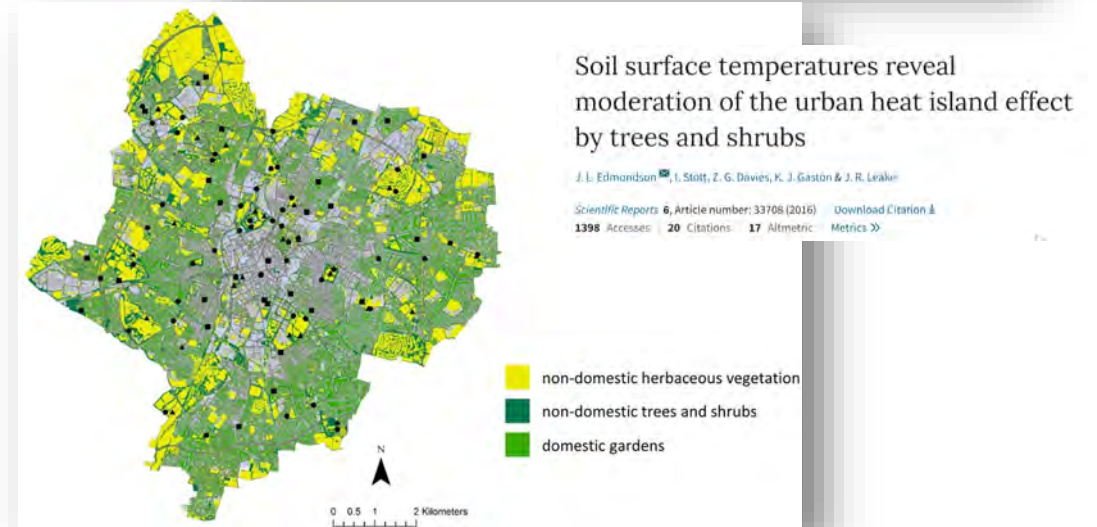 Soil surface temperatures reveal
moderation of the urban heat island effect
by trees and shrubs
J. L. Edmondson, I. Stott, Z. G. Davies, K. J. Gaston & J. R. Leake
Scientific Reports 6, Article number: 33708 (2016) Download Citation
1398 Accesses 20 Citations 17 Altmetric Metrics »
non-domestic herbaceous vegetation
non-domestic trees and shrubs
domestic gardens
N
0 0.5 1 2 Kilometers